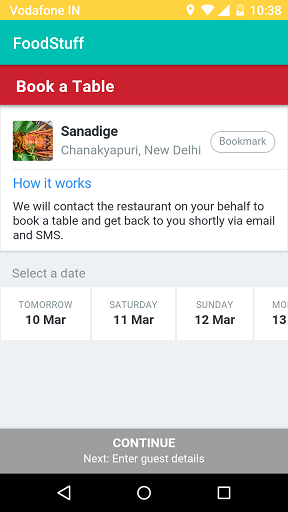 Vodafone IN 10:38
FoodStuff
Book a Table
Sanadige
Chanakyapuri, New Delhi
Bookmark
How it works
We will contact the restaurant on your behalf to
book a table and get back to you shortly via email
and SMS.
Select a date
TOMORROW SATURDAY SUNDAY MO
10 Mar 11 Mar 12 Mar 13
CONTINUE
Next: Enter guest details